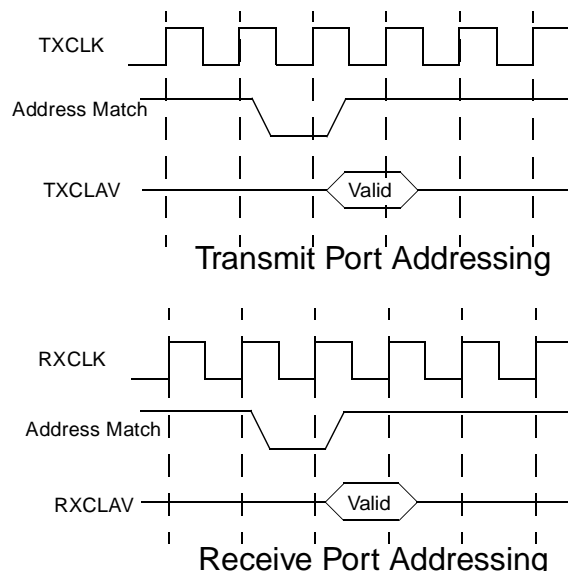 TXCLK
Address Match
TXCLAV
Valid
Transmit Port Addressing
RXCLK
Address Match
RXCLAV
Valid
Receive Port Addressing